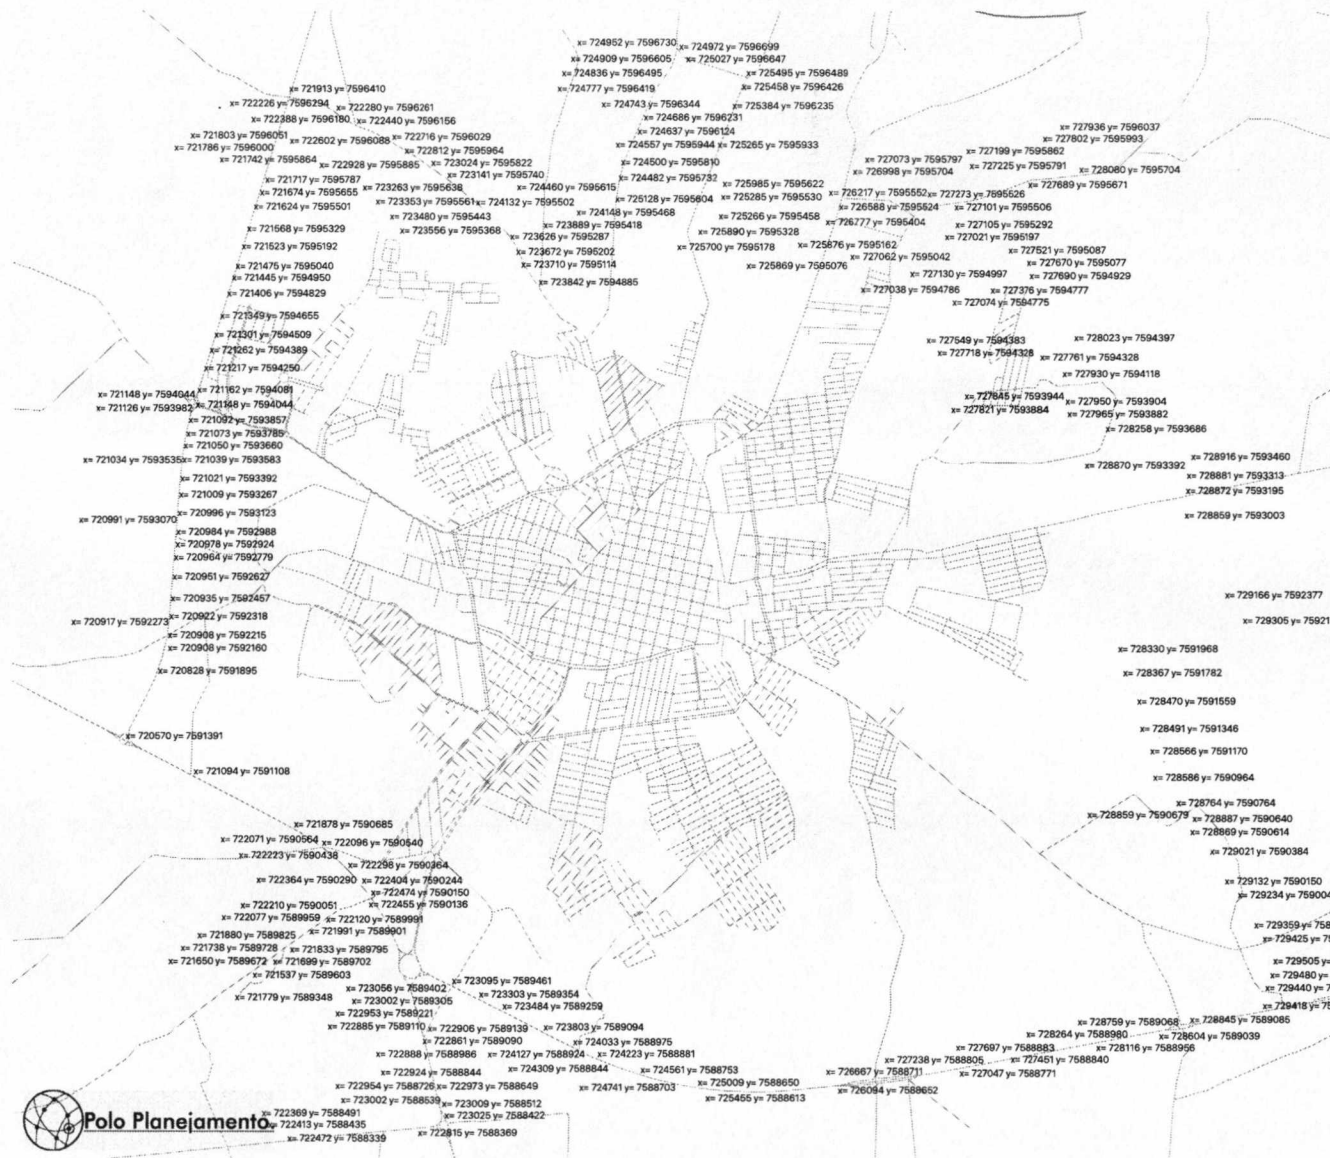 x= 724952 y= 7596730
x= 724972 y= 7596699
x= 724909 y= 7596605
x= 725027 y= 7596647
x= 724836 y= 7596495
x= 725495 y= 7596489
x= 721913 y= 7596410
x= 724777 y= 7596419
x= 725458 y= 7596426
x= 722226 y= 7596294
x= 722280 y= 7596261
x= 724743 y= 7596344
x= 725384 y= 7596235
x= 722388 y= 7596180
x= 722440 y= 7596156
x= 724686 y= 7596231
x= 727936 y= 7596037
x= 721803 y= 7596051
x= 722602 y= 7596088
x= 722716 y= 7596029
x= 724637 y= 7596124
x= 727802 y= 7595993
x= 721786 y= 7596000
x= 722812 y= 7595964
x= 724557 y= 7595944
x= 725265 y= 7595933
x= 727199 y= 7595862
x= 721742 y= 7595864
x= 722928 y= 7595885
x= 723024 y= 7595822
x= 724500 y= 7595810
x= 727073 y= 7595797
x= 727225 y= 7595791
x= 721717 y= 7595787
x= 723141 y= 7595740
x= 724482 y= 7595732
x= 726998 y= 7595704
x= 728080 y= 7595704
x= 721674 y= 7595655
x= 723263 y= 7595638
x= 724460 y= 7595615
x= 725985 y= 7595622
x= 727689 y= 7595671
x= 721624 y= 7595501
x= 723353 y= 7595561
x= 724132 y= 7595502
x= 725128 y= 7595604
x= 725285 y= 7595530
x= 726217 y= 7595552
x= 727273 y= 7595526
x= 723480 y= 7595443
x= 724148 y= 7595468
x= 725266 y= 7595458
x= 726588 y= 7595524
x= 727101 y= 7595506
x= 721568 y= 7595329
x= 723556 y= 7595368
x= 723889 y= 7595418
x= 725890 y= 7595328
x= 726777 y= 7595404
x= 727105 y= 7595292
x= 721523 y= 7595192
x= 723626 y= 7595287
x= 725700 y= 7595178
x= 725876 y= 7595162
x= 727021 y= 7595197
x= 723672 y= 7595202
x= 727062 y= 7595042
x= 727521 y= 7595087
x= 721475 y= 7595040
x= 723710 y= 7595114
x= 725869 y= 7595076
x= 727670 y= 7595077
x= 721445 y= 7594950
x= 723842 y= 7594885
x= 727130 y= 7594997
x= 727690 y= 7594929
x= 721406 y= 7594829
x= 727038 y= 7594786
x= 727376 y= 7594777
x= 727074 y= 7594775
x= 721349 y= 7594655
x= 721301 y= 7594509
x= 727549 y= 7594383
x= 728023 y= 7594397
x= 721262 y= 7594389
x= 727718 y= 7594328
x= 727761 y= 7594328
x= 721217 y= 7594250
x= 727930 y= 7594118
x= 721148 y= 7594044
x= 721162 y= 7594081
x= 727845 y= 7593944
x= 727950 y= 7593904
x= 721126 y= 7593982
x= 721148 y= 7594044
x= 727821 y= 7593884
x= 727965 y= 7593882
x= 721092 y= 7593857
x= 728258 y= 7593686
x= 721073 y= 7593785
x= 721050 y= 7593660
x= 721034 y= 7593535
x= 721039 y= 7593583
x= 728870 y= 7593392
x= 728916 y= 7593460
x= 721021 y= 7593392
x= 728881 y= 7593313
x= 721009 y= 7593267
x= 728872 y= 7593195
x= 720991 y= 7593070
x= 720996 y= 7593123
x= 728859 y= 7593003
x= 720984 y= 7592988
x= 720978 y= 7592924
x= 720964 y= 7592779
x= 720951 y= 7592627
x= 720935 y= 7592457
x= 729166 y= 7592377
x= 720917 y= 7592273
x= 720922 y= 7592318
x= 729305 y= 75921
x= 720908 y= 7592215
x= 720908 y= 7592160
x= 728330 y= 7591968
x= 720828 y= 7591895
x= 728367 y= 7591782
x= 728470 y= 7591559
x= 720570 y= 7591391
x= 728491 y= 7591346
x= 728566 y= 7591170
x= 721094 y= 7591108
x= 728586 y= 7590964
x= 728764 y= 7590764
x= 721878 y= 7590685
x= 728859 y= 7590679
x= 728887 y= 7590640
x= 722071 y= 7590564
x= 722096 y= 7590540
x= 728869 y= 7590614
x= 722223 y= 7590438
x= 722298 y= 7590364
x= 729021 y= 7590384
x= 722364 y= 7590290
x= 722404 y= 7590244
x= 729132 y= 7590150
x= 722474 y= 7590150
x= 729234 y= 759004
x= 722210 y= 7590051
x= 722455 y= 7590136
x= 722077 y= 7589959
x= 722120 y= 7589991
x= 729359 y= 758
x= 721880 y= 7589825
x= 721991 y= 7589901
x= 729425 y= 75
x= 721738 y= 7589728
x= 721833 y= 7589795
x= 721650 y= 7589672
x= 721699 y= 7589702
x= 729505 y=
x= 721537 y= 7589603
x= 729480 y=
x= 723056 y= 7589402
x= 723095 y= 7589461
x= 729440 y= 7
x= 721779 y= 7589348
x= 723002 y= 7589305
x= 723303 y= 7589354
x= 729418 y= 75
x= 722953 y= 7589221
x= 723484 y= 7589259
x= 722885 y= 7589110
x= 722906 y= 7589139
x= 723803 y= 7589094
x= 728759 y= 7589068
x= 728845 y= 7589085
x= 722861 y= 7589090
x= 724033 y= 7588975
x= 728264 y= 7588980
x= 728604 y= 7589039
x= 722888 y= 7588986
x= 724127 y= 7588924
x= 724223 y= 7588881
x= 727697 y= 7588883
x= 728116 y= 7588956
x= 722924 y= 7588844
x= 724309 y= 7588844
x= 724561 y= 7588753
x= 726667 y= 7588711
x= 727238 y= 7588805
x= 727451 y= 7588840
x= 722954 y= 7588726
x= 722973 y= 7588649
x= 724741 y= 7588703
x= 725009 y= 7588650
x= 726094 y= 7588652
x= 727047 y= 7588771
x= 723002 y= 7588539
x= 723009 y= 7588512
x= 725455 y= 7588613
x= 722369 y= 7588491
x= 723025 y= 7588422
Polo Planejamento
x= 722413 y= 7588435
x= 722815 y= 7588369
x= 722472 y= 7588339